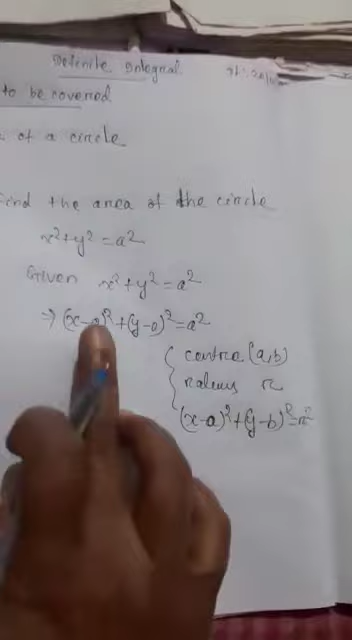 Definite Integral
to be covered
of a circle
Find the area of the circle
x²+y²=a²
Given x²+y²=a²
⇒ (x-0)²+(y-0)²=a²
centre (a,b)
radius r
(x-a)²+(y-b)²=r²